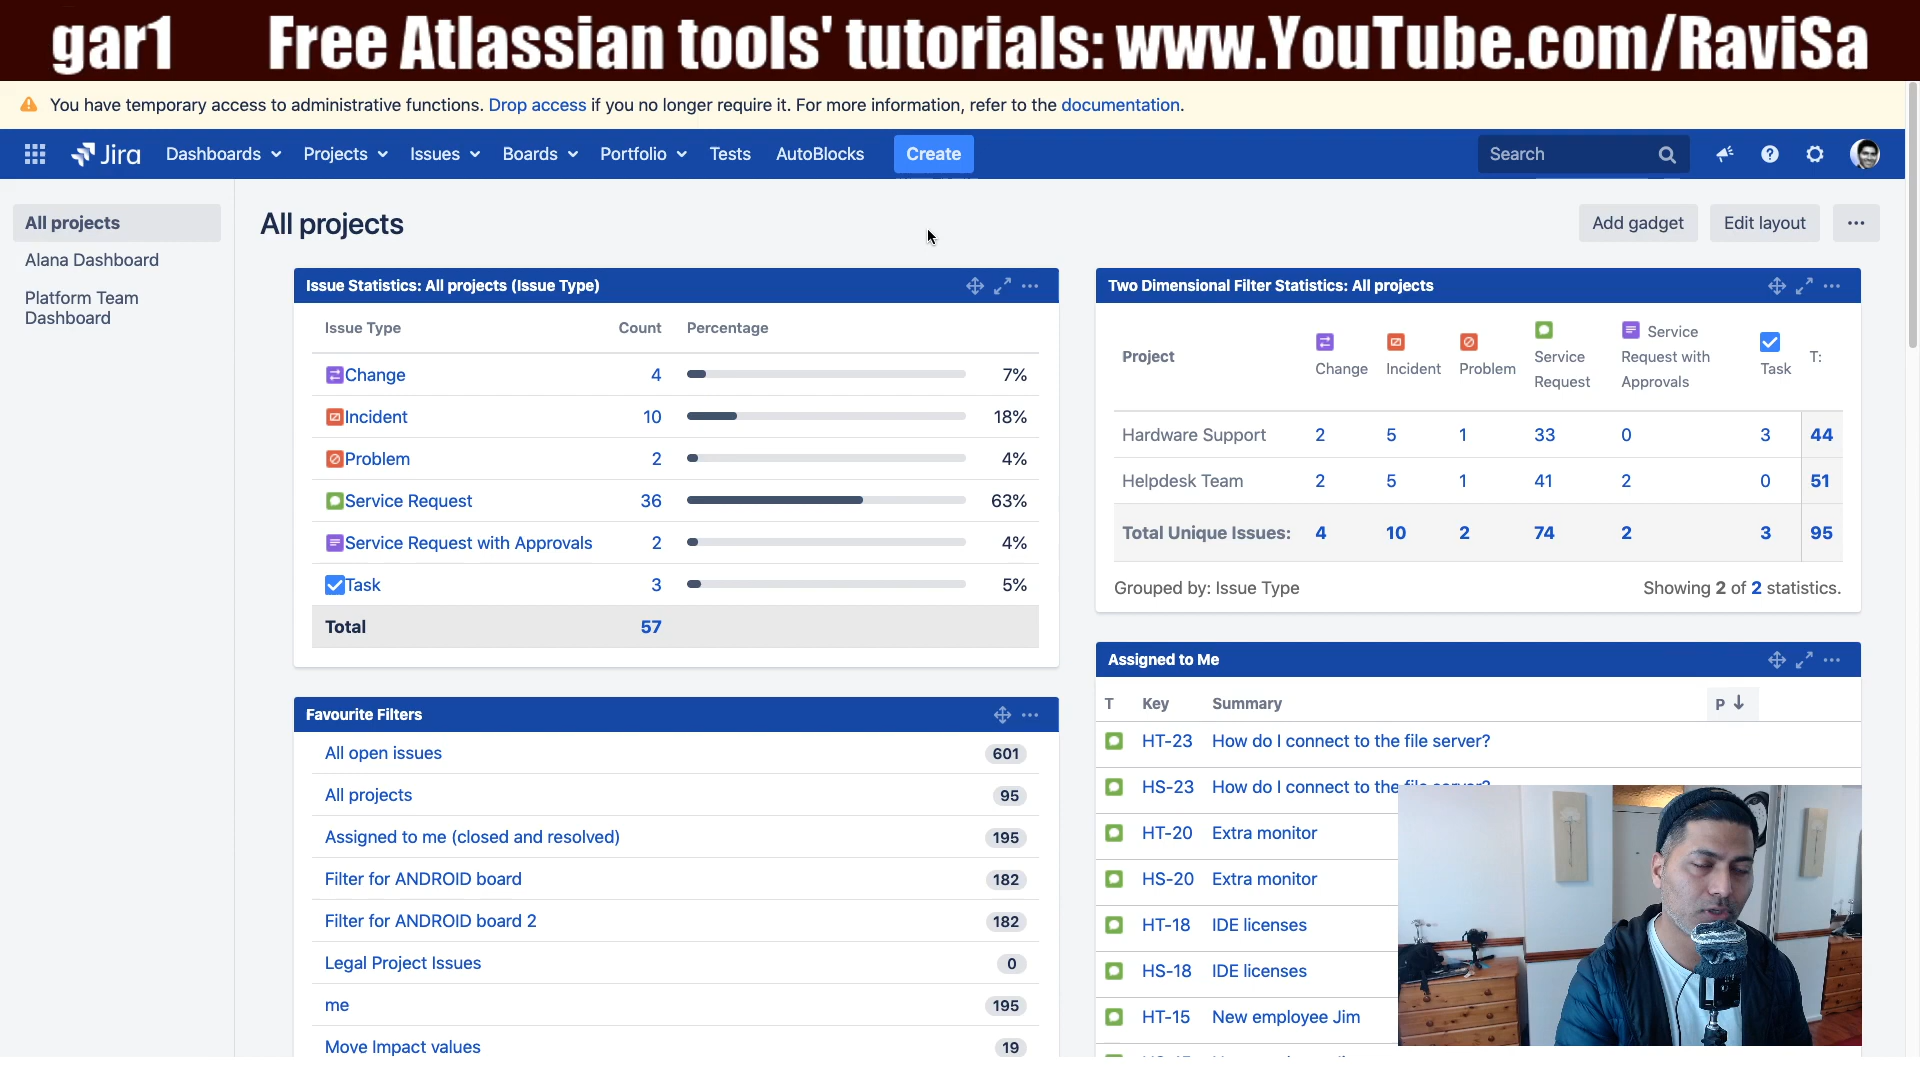 gar1 Free Atlassian tools' tutorials: www.YouTube.com/RaviSa
You have temporary access to administrative functions. Drop access if you no longer require it. For more information, refer to the documentation.
Jira Dashboards Projects Issues Boards Portfolio Tests AutoBlocks Create Search
All projects
Alana Dashboard
Platform Team
Dashboard
All projects
Add gadget Edit layout
Issue Statistics: All projects (Issue Type)
Issue Type Count Percentage
Change 4 7%
Incident 10 18%
Problem 2 4%
Service Request 36 63%
Service Request with Approvals 2 4%
Task 3 5%
Total 57
Favourite Filters
All open issues 601
All projects 95
Assigned to me (closed and resolved) 195
Filter for ANDROID board 182
Filter for ANDROID board 2 182
Legal Project Issues 0
me 195
Move Impact values 19
Two Dimensional Filter Statistics: All projects
Project Change Incident Problem Service Request Service Request with Approvals Task T:
Hardware Support 2 5 1 33 0 3 44
Helpdesk Team 2 5 1 41 2 0 51
Total Unique Issues: 4 10 2 74 2 3 95
Grouped by: Issue Type Showing 2 of 2 statistics.
Assigned to Me
T Key Summary P
HT-23 How do I connect to the file server?
HS-23 How do I connect to the file server?
HT-20 Extra monitor
HS-20 Extra monitor
HT-18 IDE licenses
HS-18 IDE licenses
HT-15 New employee Jim